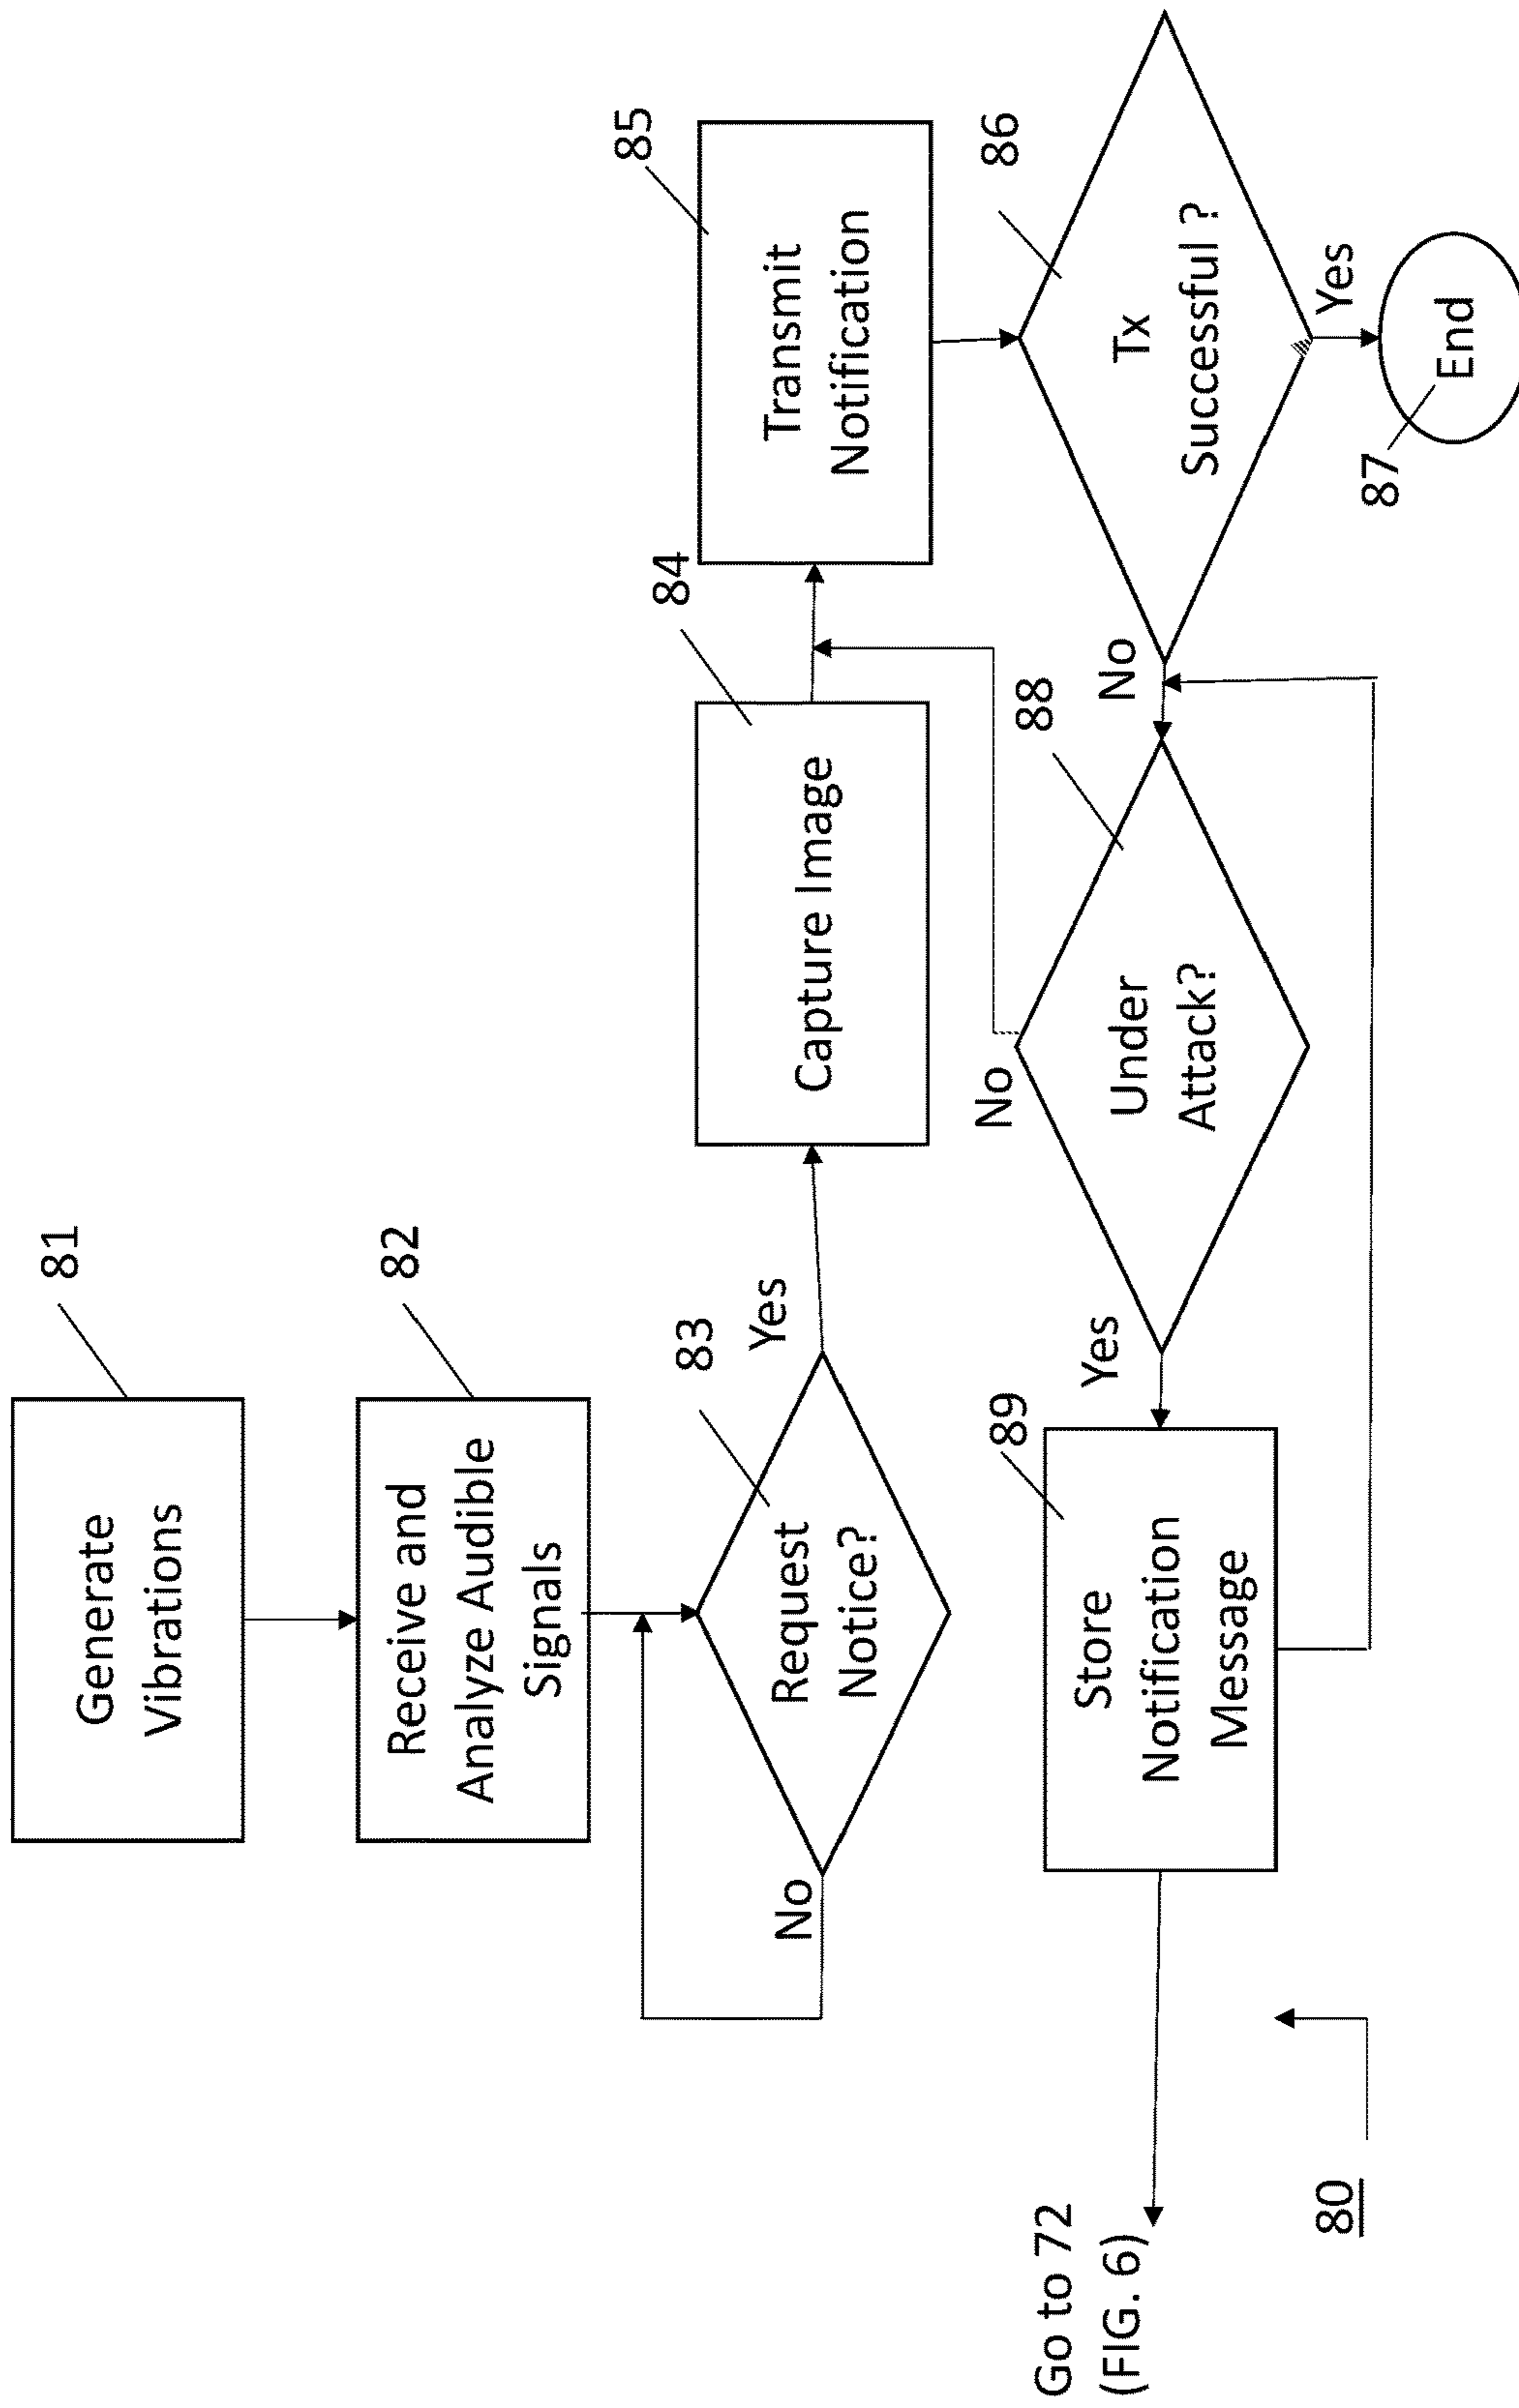 81
Generate
Vibrations
82
Receive and
Analyze Audible
Signals
83
Request
Notice?
No
Yes
84
Capture Image
85
Transmit
Notification
86
Tx
Successful ?
Yes
87
End
No
88
Under
Attack?
No
Yes
89
Store
Notification
Message
Go to 72
(FIG. 6)
80